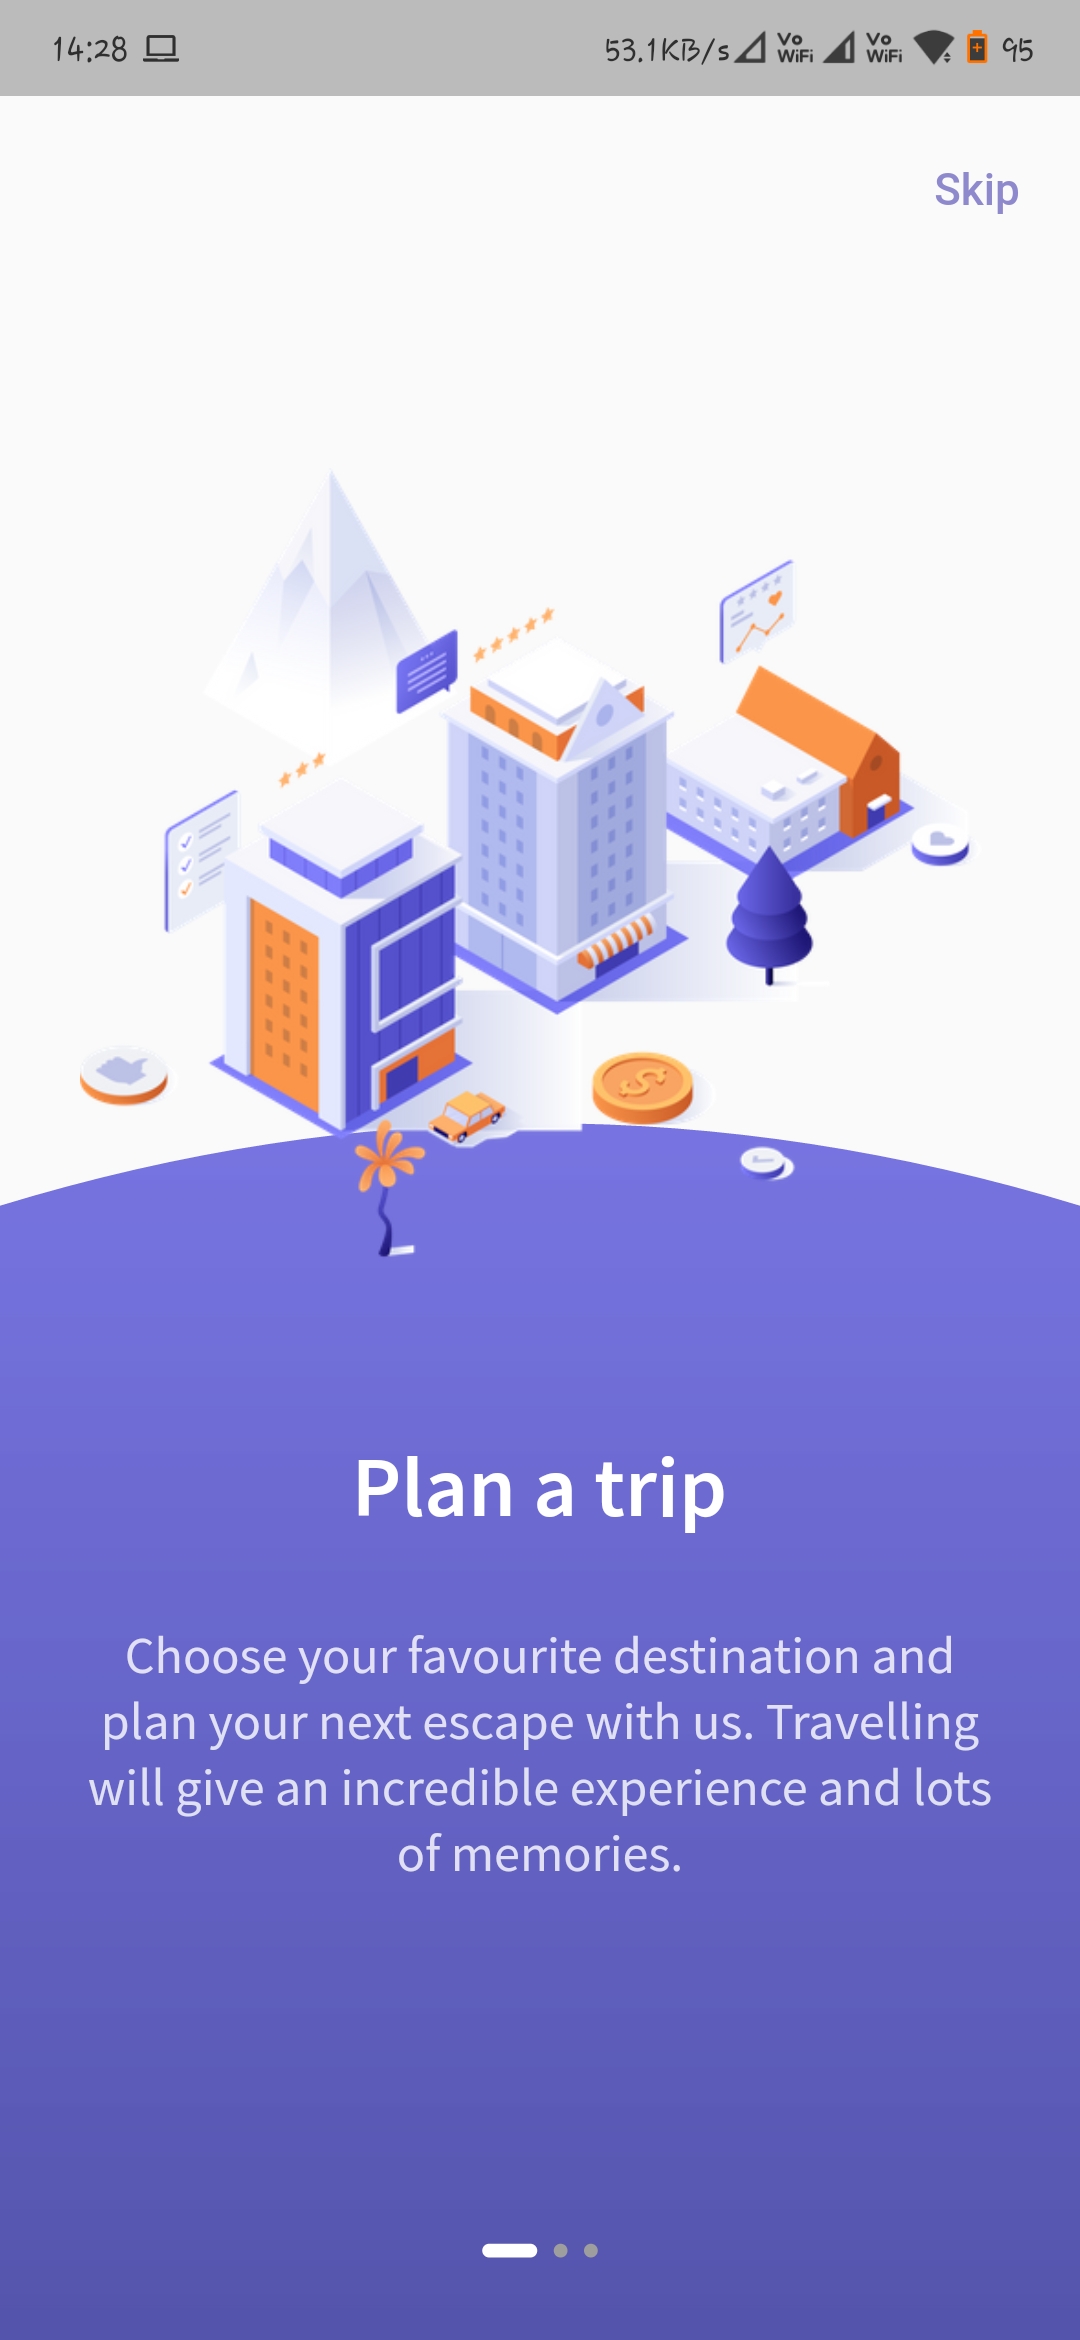 14:28 53.1KB/s Vo WiFi Vo WiFi 95
Skip
Plan a trip
Choose your favourite destination and
plan your next escape with us. Travelling
will give an incredible experience and lots
of memories.